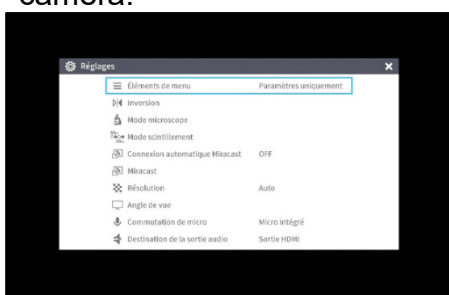 caméra.
Réglages
Éléments de menu Paramètres uniquement
Inversion
Mode microscope
Mode scintillement
Connexion automatique Miracast OFF
Miracast
Résolution Auto
Angle de vue
Commutation de micro Micro intégré
Destination de la sortie audio Sortie HDMI